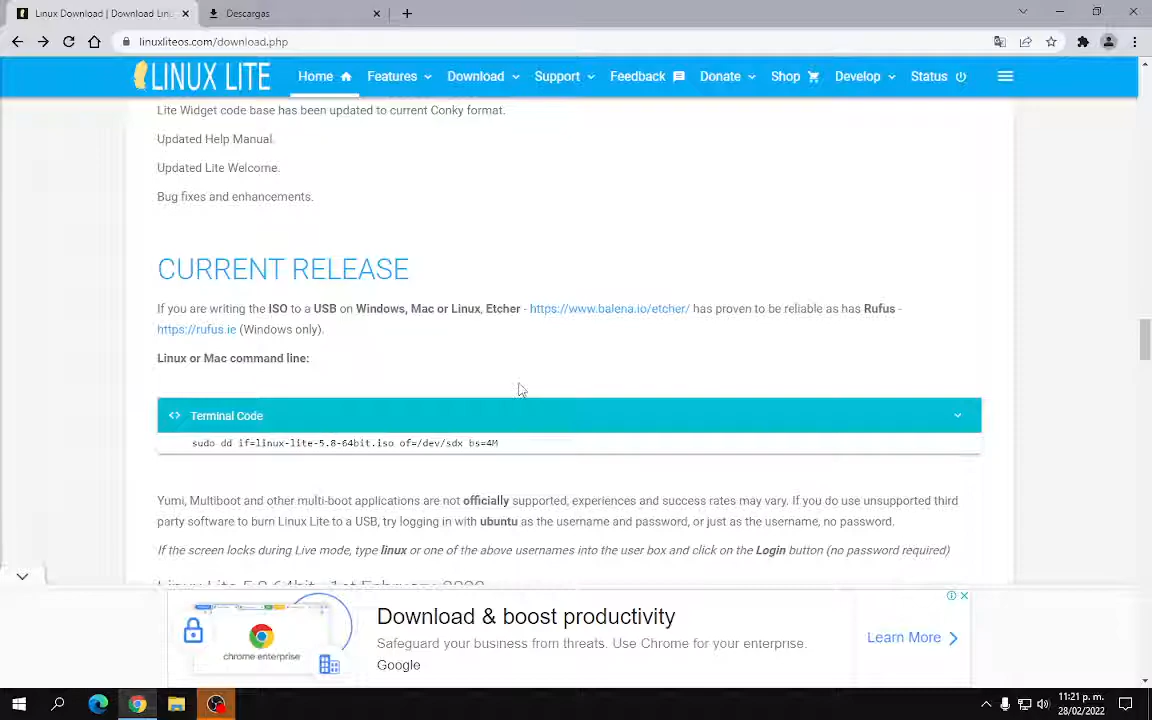 Linux Download | Download Linu
Descargas
linuxliteos.com/download.php
LINUX LITE
Home Features Download Support Feedback Donate Shop Develop Status
Lite Widget code base has been updated to current Conky format.
Updated Help Manual.
Updated Lite Welcome.
Bug fixes and enhancements.
CURRENT RELEASE
If you are writing the ISO to a USB on Windows, Mac or Linux, Etcher - https://www.balena.io/etcher/ has proven to be reliable as has Rufus -
https://rufus.ie (Windows only).
Linux or Mac command line:
<> Terminal Code
sudo dd if=linux-lite-5.8-64bit.iso of=/dev/sdx bs=4M
Yumi, Multiboot and other multi-boot applications are not officially supported, experiences and success rates may vary. If you do use unsupported third
party software to burn Linux Lite to a USB, try logging in with ubuntu as the username and password, or just as the username, no password.
If the screen locks during Live mode, type linux or one of the above usernames into the user box and click on the Login button (no password required)
Linux Lite 5.8 64bit - 1st February 2022
chrome enterprise
Download & boost productivity
Safeguard your business from threats. Use Chrome for your enterprise.
Google
Learn More
11:21 p. m.
28/02/2022